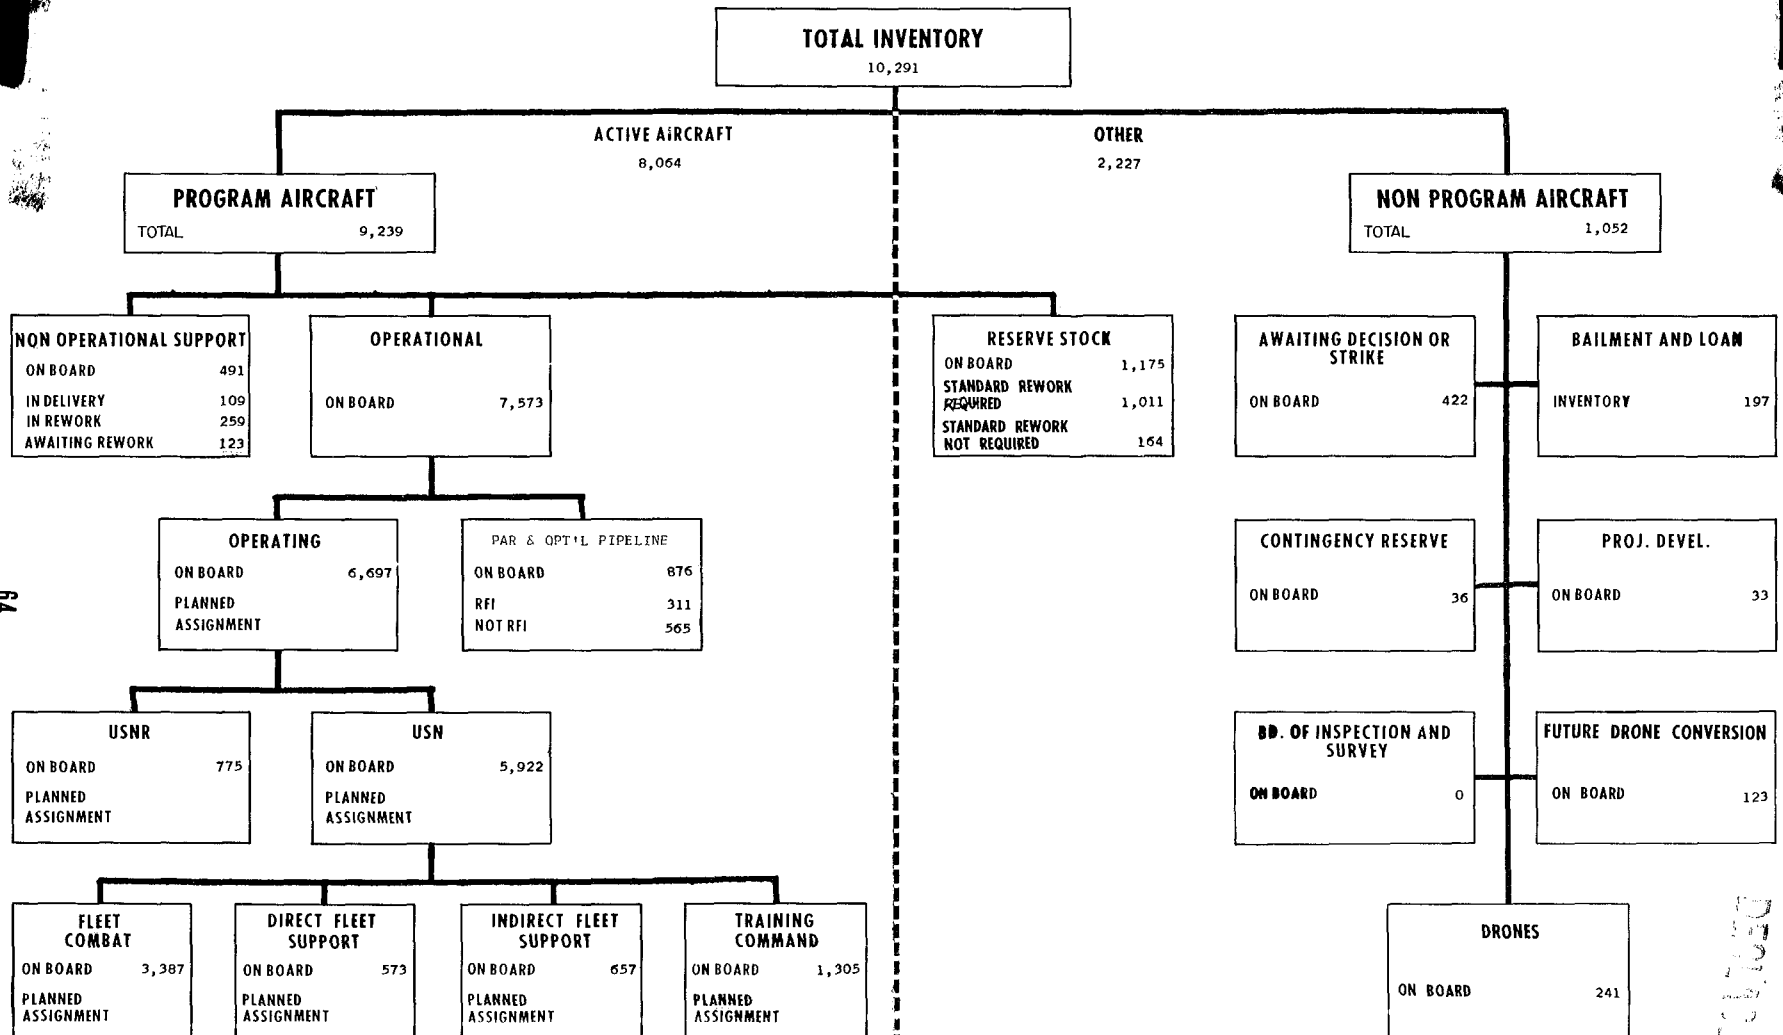 TOTAL INVENTORY
10,291
ACTIVE AIRCRAFT
8,064
OTHER
2,227
PROGRAM AIRCRAFT
TOTAL 9,239
NON PROGRAM AIRCRAFT
TOTAL 1,052
NON OPERATIONAL SUPPORT
ON BOARD 491
IN DELIVERY 109
IN REWORK 259
AWAITING REWORK 123
OPERATIONAL
ON BOARD 7,573
RESERVE STOCK
ON BOARD 1,175
STANDARD REWORK
REQUIRED 1,011
STANDARD REWORK
NOT REQUIRED 164
AWAITING DECISION OR
STRIKE
ON BOARD 422
BAILMENT AND LOAN
INVENTORY 197
OPERATING
ON BOARD 6,697
PLANNED
ASSIGNMENT
PAR & OPT'L PIPELINE
ON BOARD 876
RFI 311
NOT RFI 565
CONTINGENCY RESERVE
ON BOARD 36
PROJ. DEVEL.
ON BOARD 33
64
USNR
ON BOARD 775
PLANNED
ASSIGNMENT
USN
ON BOARD 5,922
PLANNED
ASSIGNMENT
BD. OF INSPECTION AND
SURVEY
ON BOARD 0
FUTURE DRONE CONVERSION
ON BOARD 123
FLEET
COMBAT
ON BOARD 3,387
PLANNED
ASSIGNMENT
DIRECT FLEET
SUPPORT
ON BOARD 573
PLANNED
ASSIGNMENT
INDIRECT FLEET
SUPPORT
ON BOARD 657
PLANNED
ASSIGNMENT
TRAINING
COMMAND
ON BOARD 1,305
PLANNED
ASSIGNMENT
DRONES
ON BOARD 241